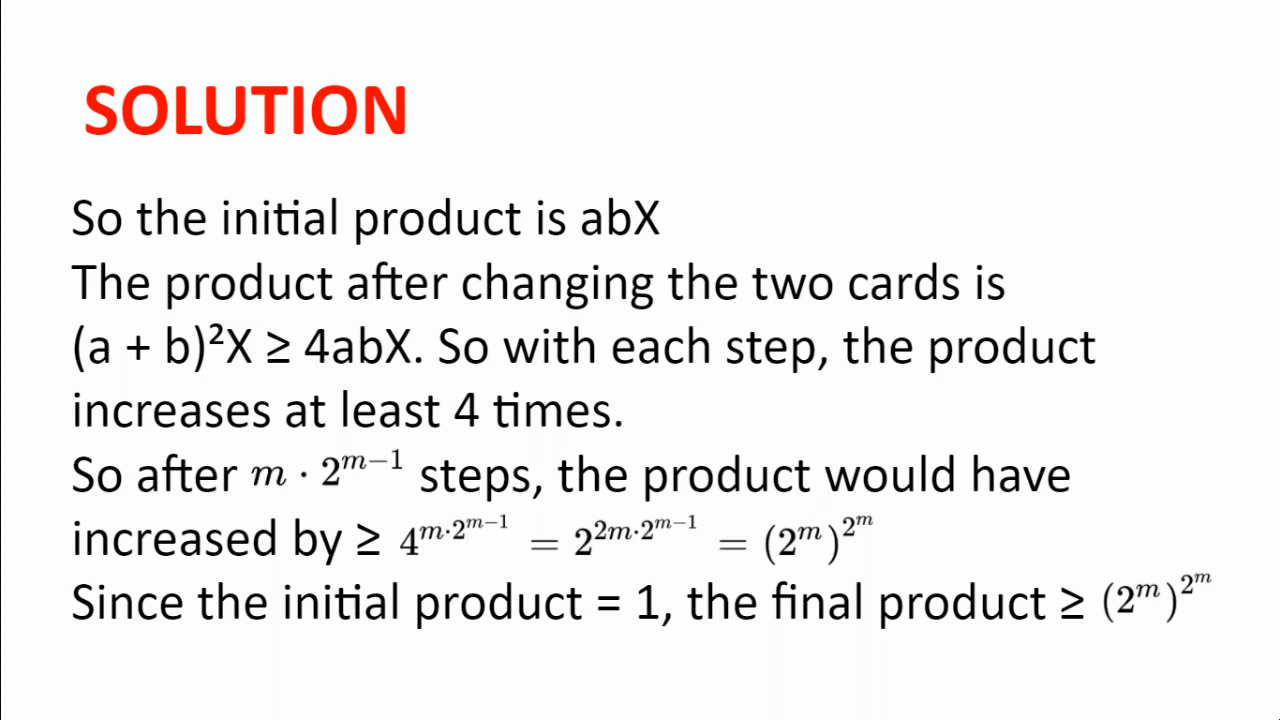 SOLUTION
So the initial product is abX
The product after changing the two cards is
(a + b)²X ≥ 4abX. So with each step, the product
increases at least 4 times.
So after $m \cdot 2^{m-1}$ steps, the product would have
increased by ≥ $4^{m \cdot 2^{m-1}} = 2^{2m \cdot 2^{m-1}} = (2^m)^{2^m}$
Since the initial product = 1, the final product ≥ $(2^m)^{2^m}$